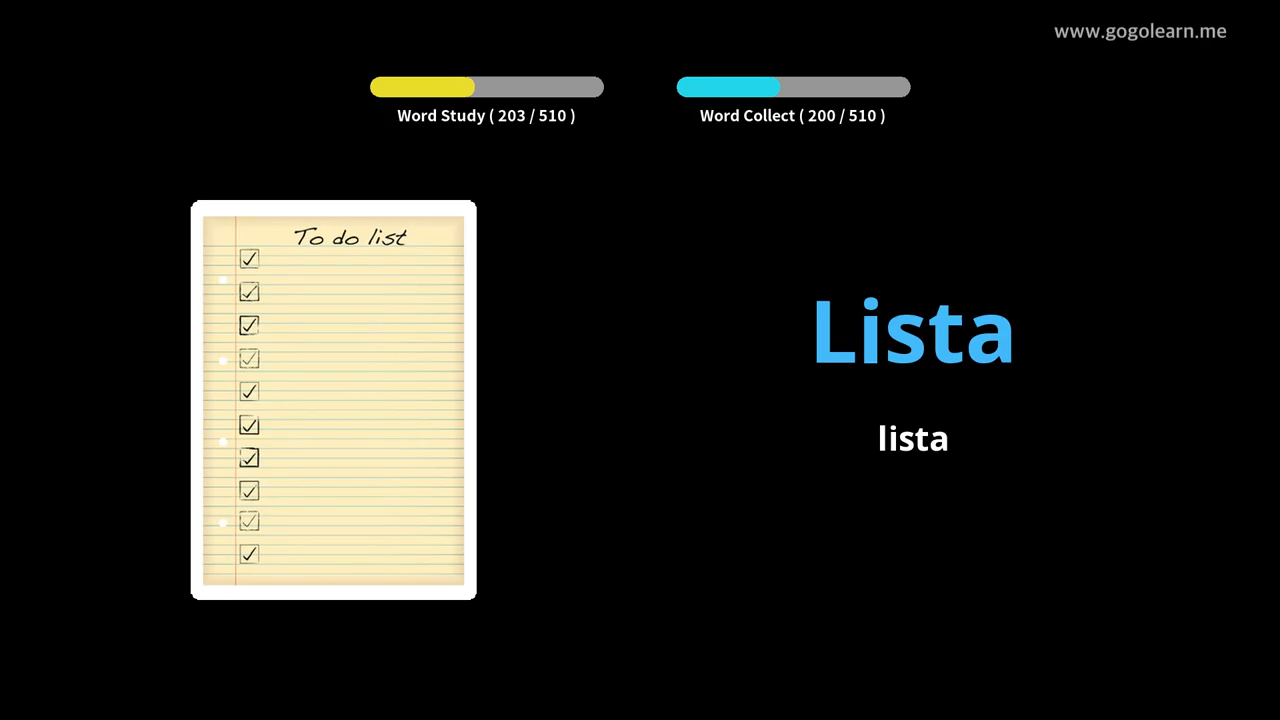 www.gogolearn.me
Word Study ( 203 / 510 )
Word Collect ( 200 / 510 )
To do list
Lista
lista